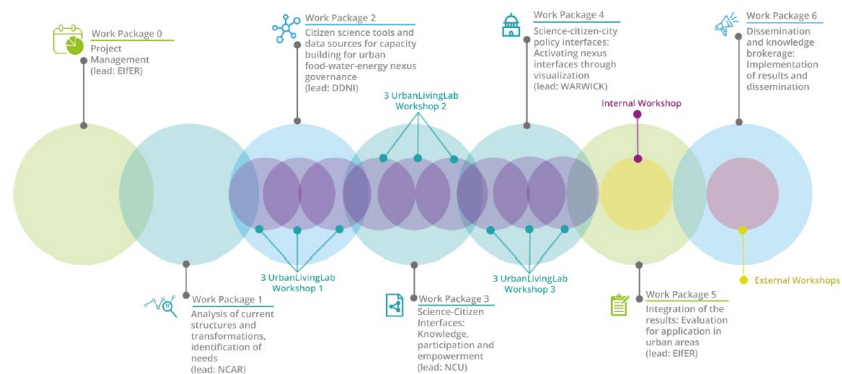 Work Package 0
Project
Management
(lead: EIfER)
Work Package 2
Citizen science tools and
data sources for capacity
building for urban
food-water-energy nexus
governance
(lead: DDNI)
3 UrbanLivingLab
Workshop 2
Work Package 4
Science-citizen-city
policy interfaces:
Activating nexus
interfaces through
visualization
(lead: WARWICK)
Internal Workshop
Work Package 6
Dissemination
and knowledge
brokerage:
Implementation
of results and
dissemination
Work Package 1
Analysis of current
structures and
transformations,
identification of
needs
(lead: NCAR)
3 UrbanLivingLab
Workshop 1
Work Package 3
Science-Citizen
Interfaces:
Knowledge,
participation and
empowerment
(lead: NCU)
3 UrbanLivingLab
Workshop 3
Work Package 5
Integration of the
results: Evaluation
for application in
urban areas
(lead: EIfER)
External Workshops